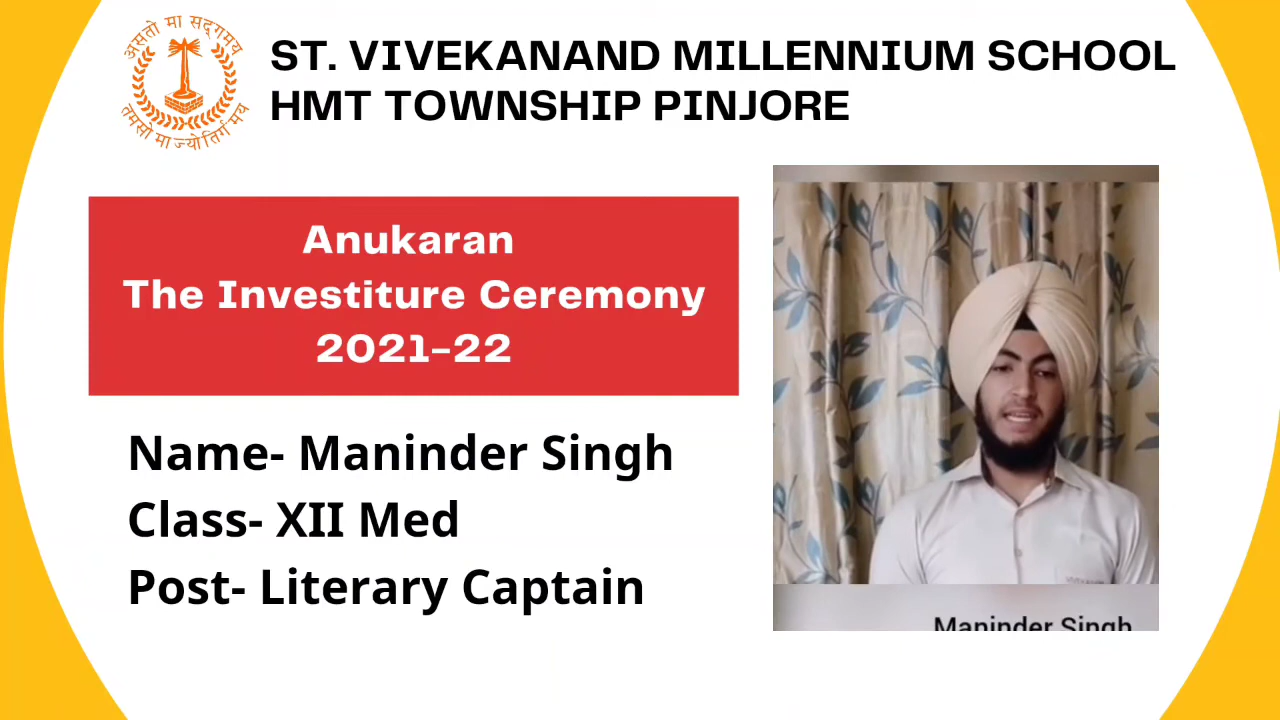 असतो मा सद्गमय
ST. VIVEKANAND MILLENNIUM SCHOOL
HMT TOWNSHIP PINJORE
तमसो मा ज्योतिर्गमय
Anukaran
The Investiture Ceremony
2021-22
Name- Maninder Singh
Class- XII Med
Post- Literary Captain
Maninder Singh